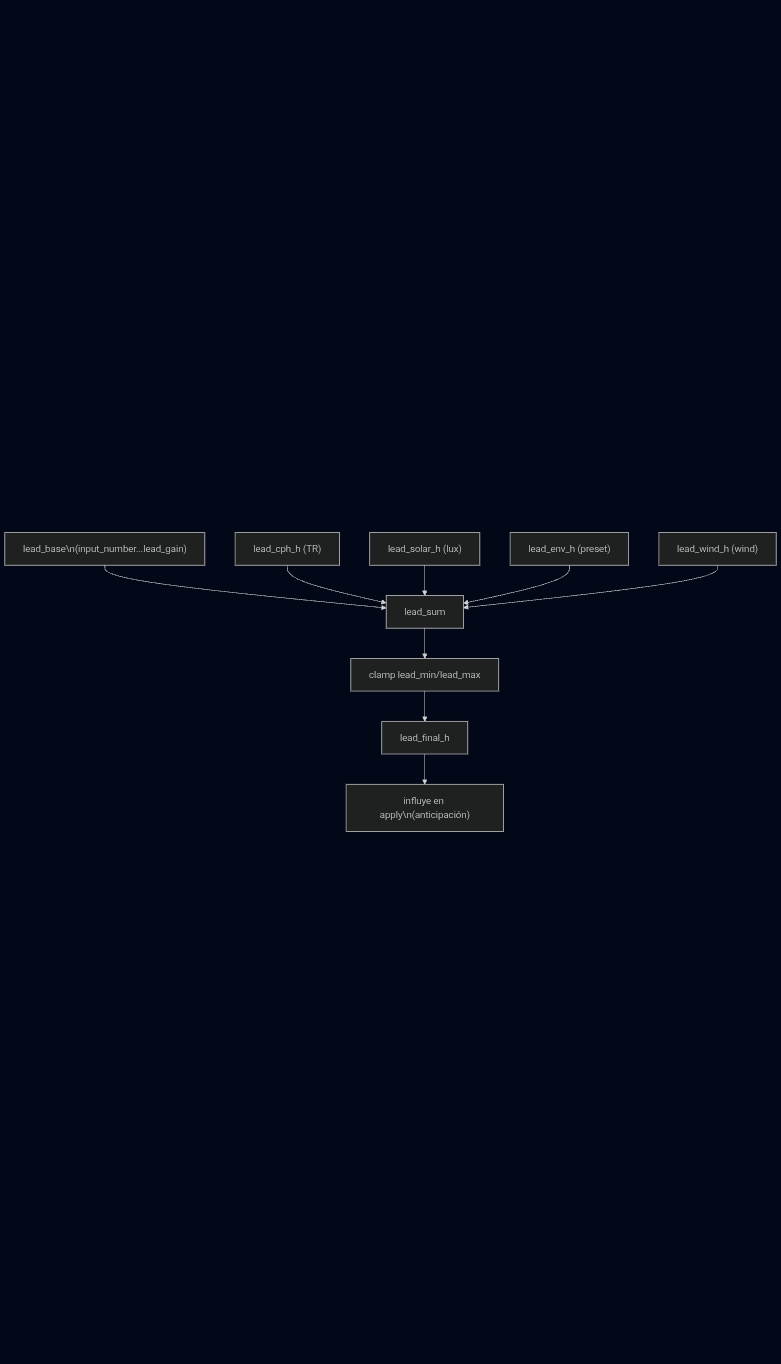 lead_base\n(input_number...lead_gain)
lead_cph_h (TR)
lead_solar_h (lux)
lead_env_h (preset)
lead_wind_h (wind)
lead_sum
clamp lead_min/lead_max
lead_final_h
influye en
apply\n(anticipación)